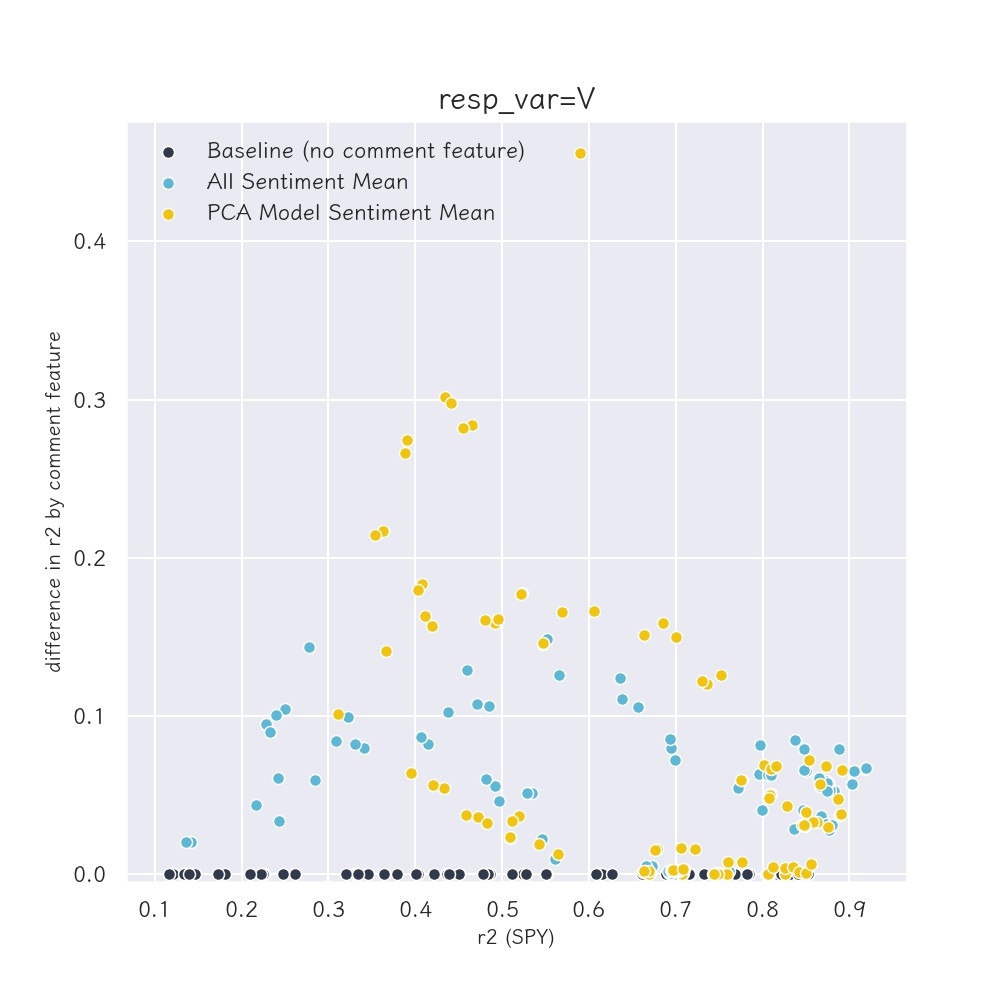 resp_var=V
Baseline (no comment feature)
All Sentiment Mean
PCA Model Sentiment Mean
difference in r2 by comment feature
0.4
0.3
0.2
0.1
0.0
0.1 0.2 0.3 0.4 0.5 0.6 0.7 0.8 0.9
r2 (SPY)